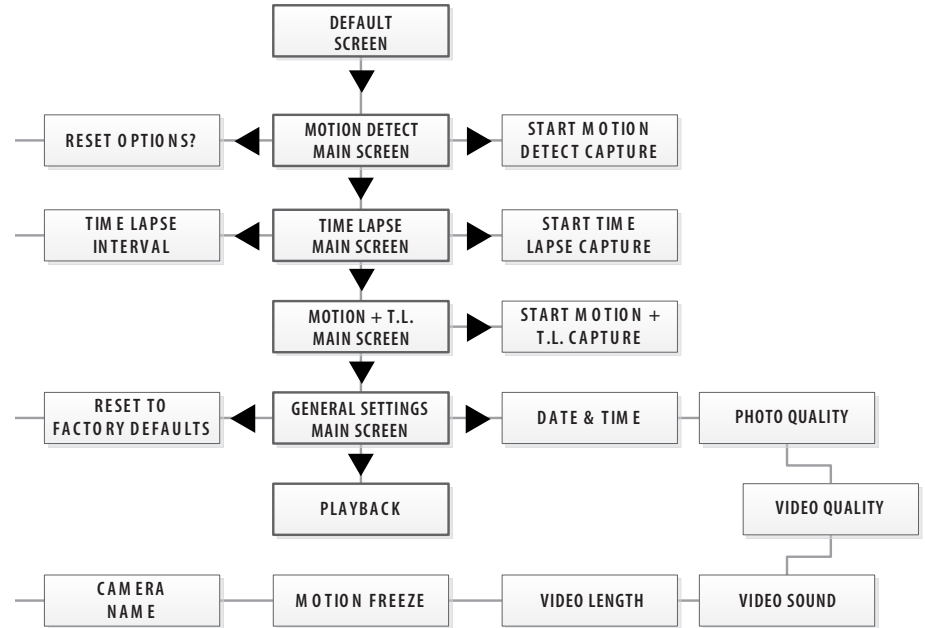 DEFAULT
SCREEN
RESET OPTIONS?
MOTION DETECT
MAIN SCREEN
START MOTION
DETECT CAPTURE
TIME LAPSE
INTERVAL
TIME LAPSE
MAIN SCREEN
START TIME
LAPSE CAPTURE
MOTION + T.L.
MAIN SCREEN
START MOTION +
T.L. CAPTURE
RESET TO
FACTORY DEFAULTS
GENERAL SETTINGS
MAIN SCREEN
DATE & TIME
PHOTO QUALITY
PLAYBACK
VIDEO QUALITY
CAMERA
NAME
MOTION FREEZE
VIDEO LENGTH
VIDEO SOUND